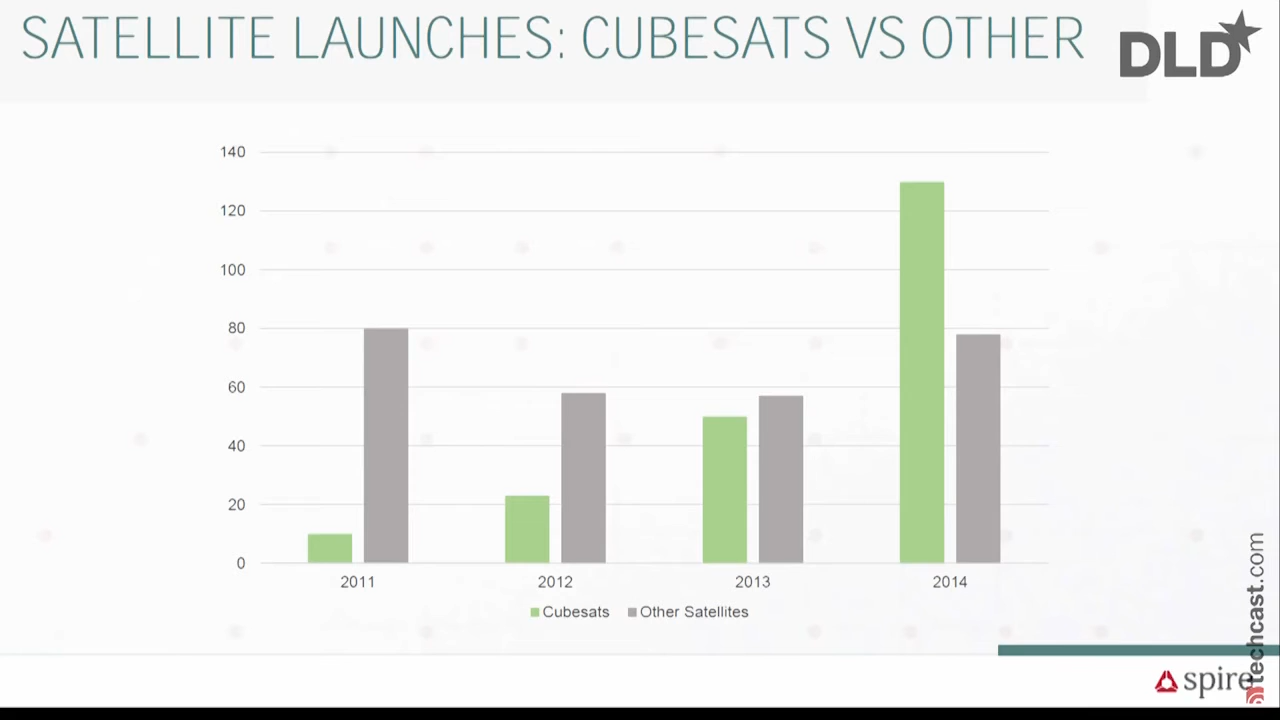 SATELLITE LAUNCHES: CUBESATS VS OTHER
DLD
140
120
100
80
60
40
20
0
2011 2012 2013 2014
Cubesats Other Satellites
spire
techcast.com